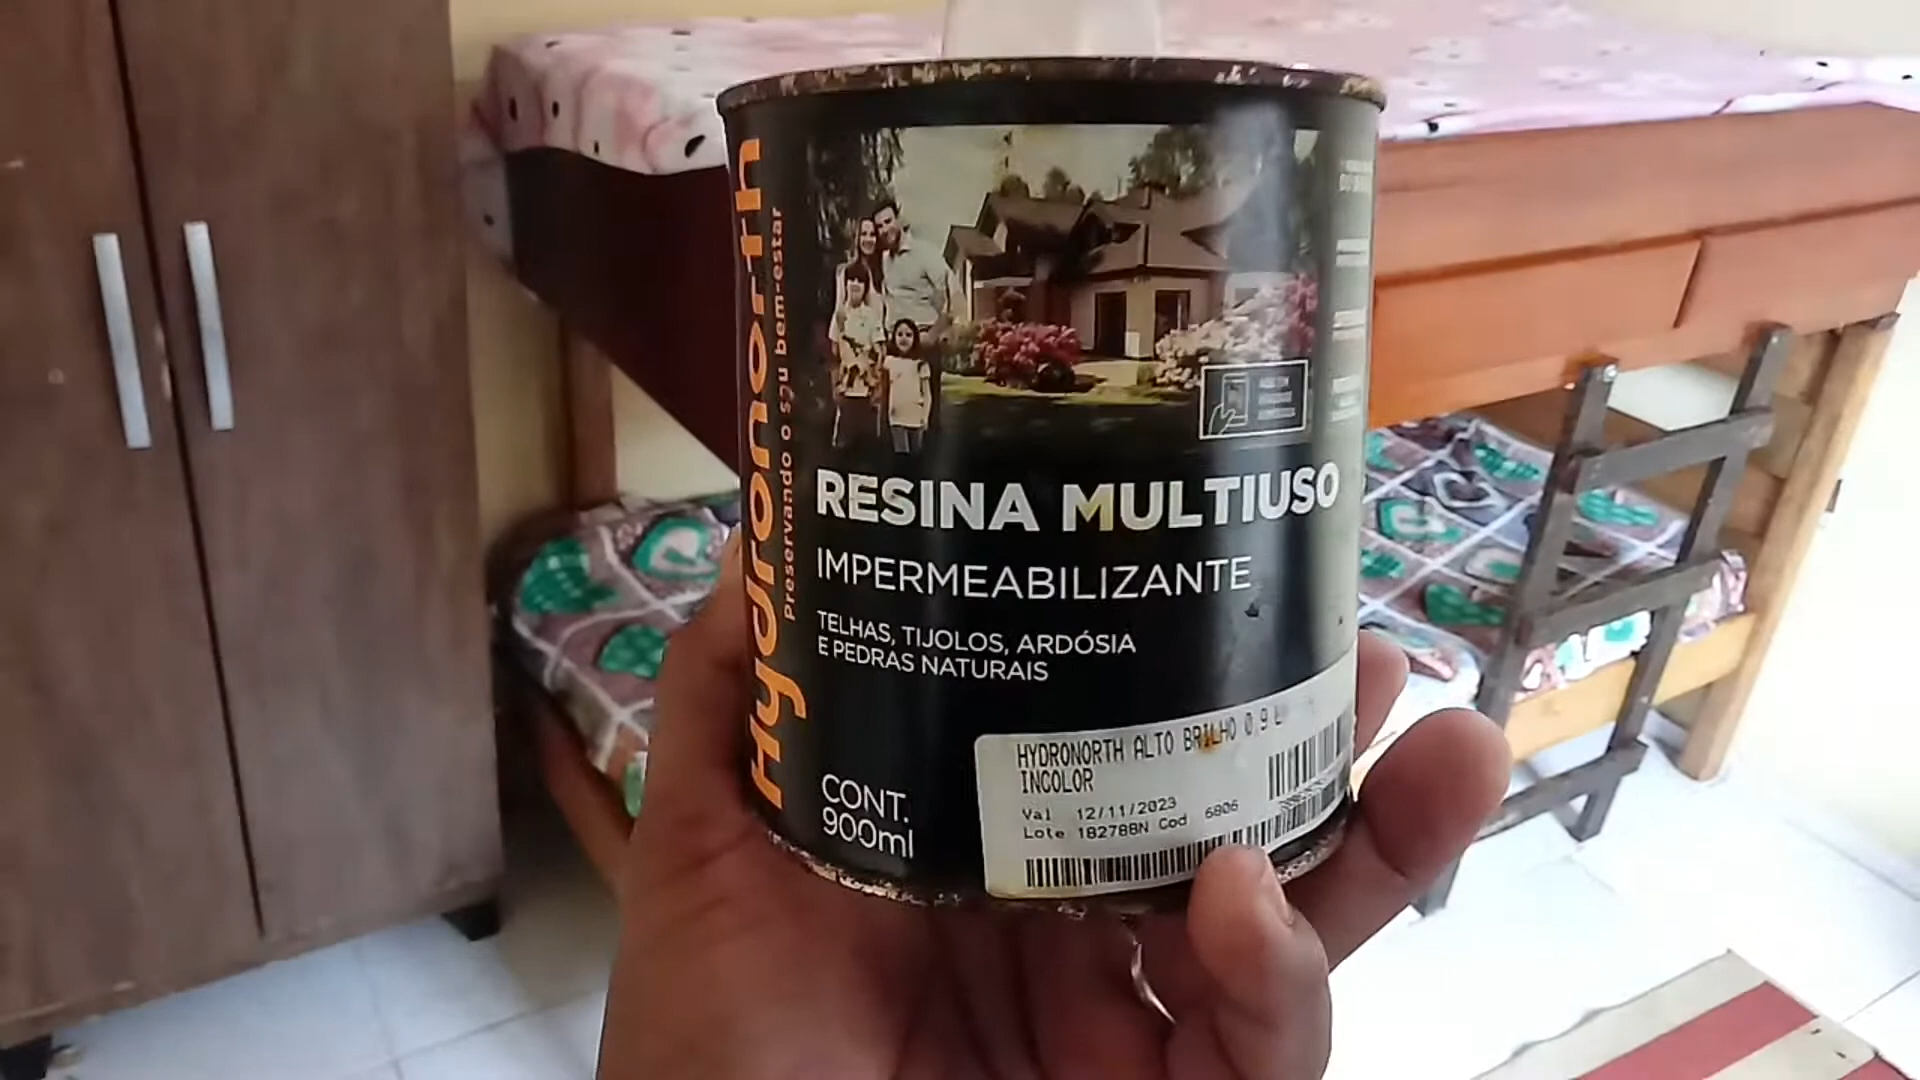 Hydronorth
Preservando o seu bem-estar
RESINA MULTIUSO
IMPERMEABILIZANTE
TELHAS, TIJOLOS, ARDÓSIA
E PEDRAS NATURAIS
CONT.
900ml
HYDRONORTH ALTO BRILHO 0 9 L
INCOLOR
Val 12/11/2023
Lote 182788N Cod 6806